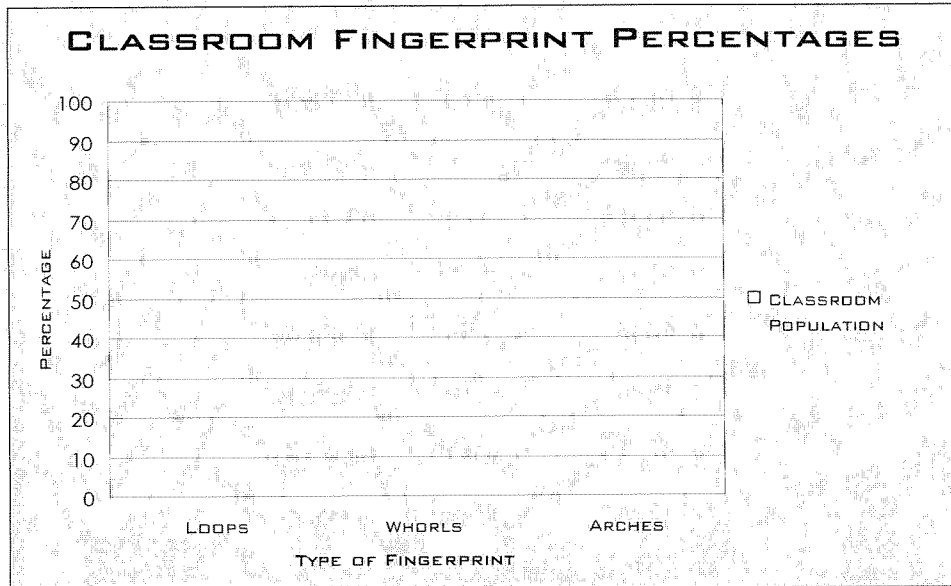 CLASSROOM FINGERPRINT PERCENTAGES
100
90
80
70
60
50
40
30
20
10
0
PERCENTAGE
LOOPS
WHORLS
ARCHES
TYPE OF FINGERPRINT
CLASSROOM
POPULATION